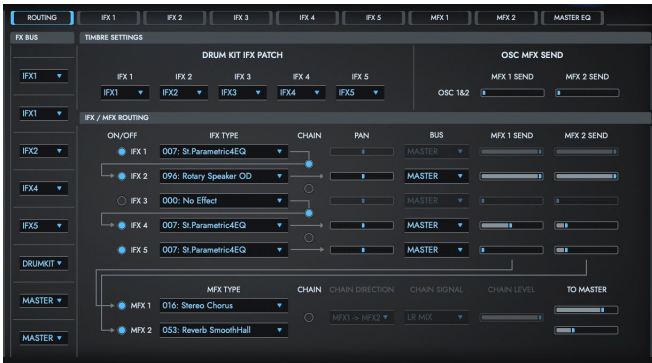 ROUTING IFX 1 IFX 2 IFX 3 IFX 4 IFX 5 MFX 1 MFX 2 MASTER EQ
FX BUS TIMBRE SETTINGS
DRUM KIT IFX PATCH OSC MFX SEND
IFX1 IFX 1 IFX 2 IFX 3 IFX 4 IFX 5 MFX 1 SEND MFX 2 SEND
IFX1 IFX2 IFX3 IFX4 IFX5 OSC 1&2
IFX1 IFX / MFX ROUTING
ON/OFF IFX TYPE CHAIN PAN BUS MFX 1 SEND MFX 2 SEND
IFX2 IFX 1 007: St.Parametric4EQ MASTER
IFX 2 096: Rotary Speaker OD MASTER
IFX4 IFX 3 000: No Effect MASTER
IFX5 IFX 4 007: St.Parametric4EQ MASTER
IFX 5 007: St.Parametric4EQ MASTER
DRUMKIT
MFX TYPE CHAIN CHAIN DIRECTION CHAIN SIGNAL CHAIN LEVEL TO MASTER
MASTER MFX 1 016: Stereo Chorus
MFX1 -> MFX2 LR MIX
MASTER MFX 2 053: Reverb SmoothHall